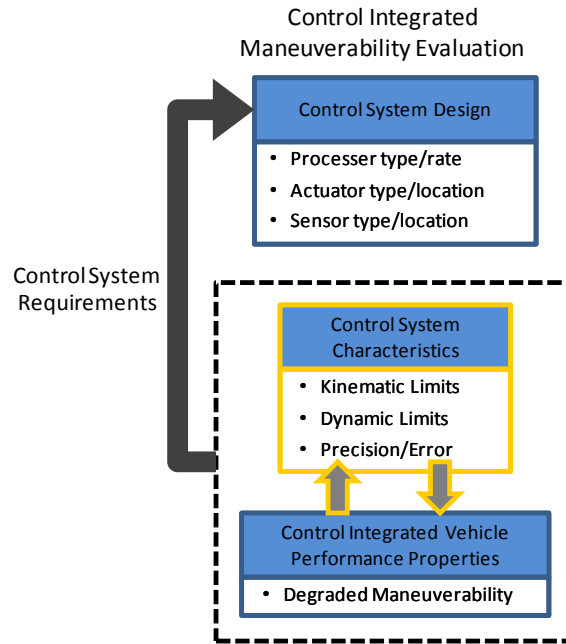 Control Integrated
Maneuverability Evaluation
Control System Design
• Processer type/rate
• Actuator type/location
• Sensor type/location
Control System
Requirements
Control System
Characteristics
• Kinematic Limits
• Dynamic Limits
• Precision/Error
Control Integrated Vehicle
Performance Properties
• Degraded Maneuverability